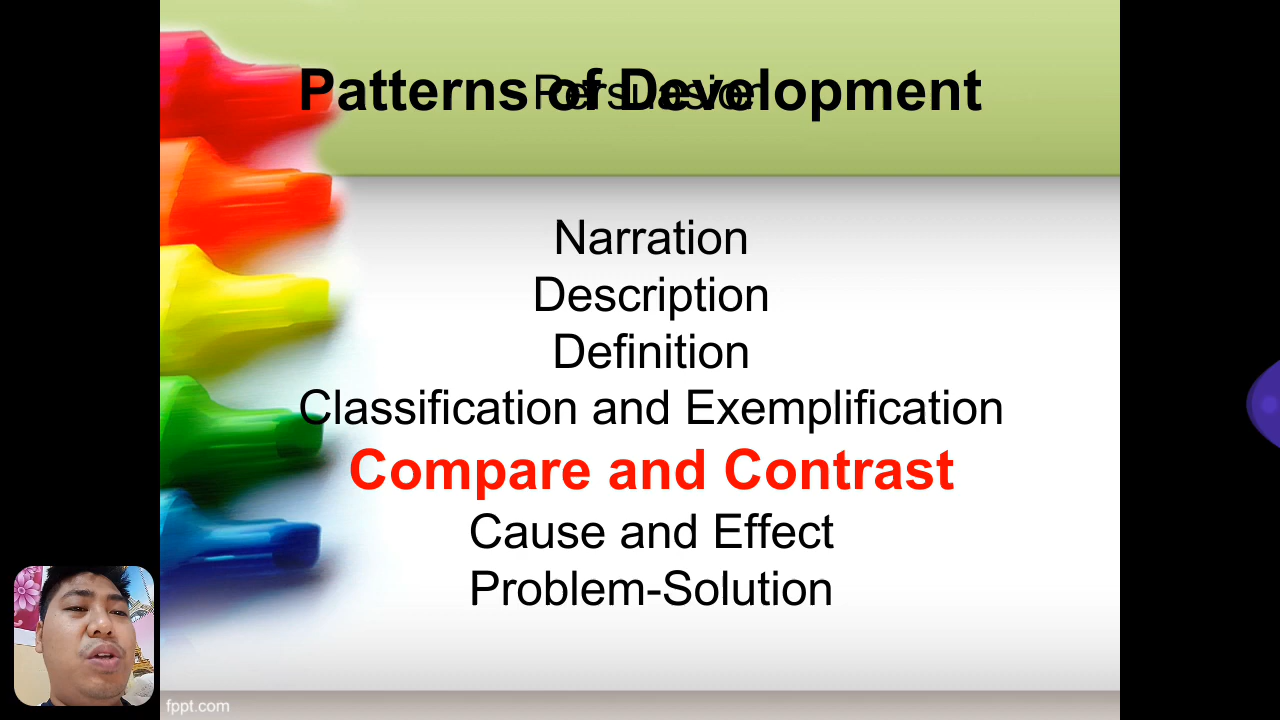 Patterns of Development
Persuasion
Narration
Description
Definition
Classification and Exemplification
Compare and Contrast
Cause and Effect
Problem-Solution
fppt.com